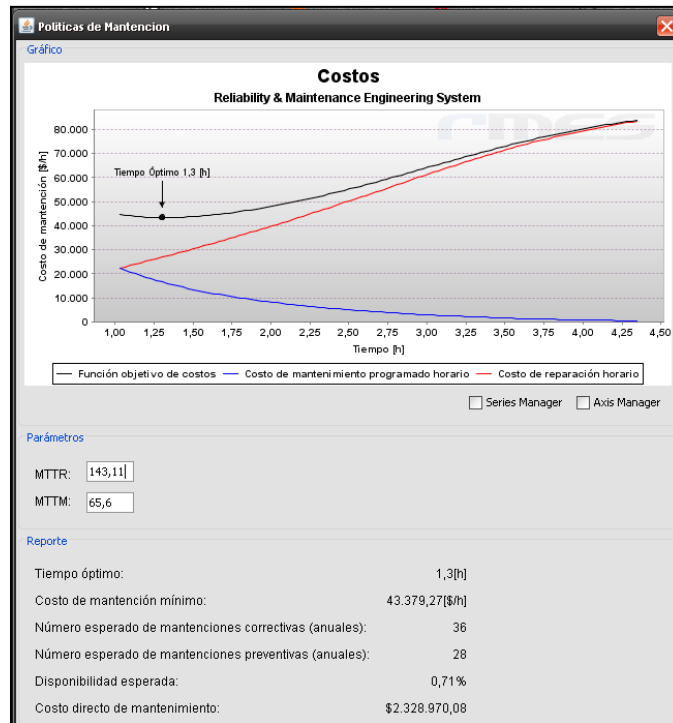 Políticas de Mantencion
Gráfico
Costos
Reliability & Maintenance Engineering System
rmes
Costo de mantención [$/h]
80.000
70.000
60.000
50.000
40.000
30.000
20.000
10.000
0
Tiempo Óptimo 1,3 [h]
1,00 1,25 1,50 1,75 2,00 2,25 2,50 2,75 3,00 3,25 3,50 3,75 4,00 4,25 4,50
Tiempo [h]
Función objetivo de costos Costo de mantenimiento programado horario Costo de reparación horario
Series Manager Axis Manager
Parámetros
MTTR: 143,11
MTTM: 65,6
Reporte
Tiempo óptimo: 1,3[h]
Costo de mantención mínimo: 43.379,27[$/h]
Número esperado de mantenciones correctivas (anuales): 36
Número esperado de mantenciones preventivas (anuales): 28
Disponibilidad esperada: 0,71%
Costo directo de mantenimiento: $2.328.970,08